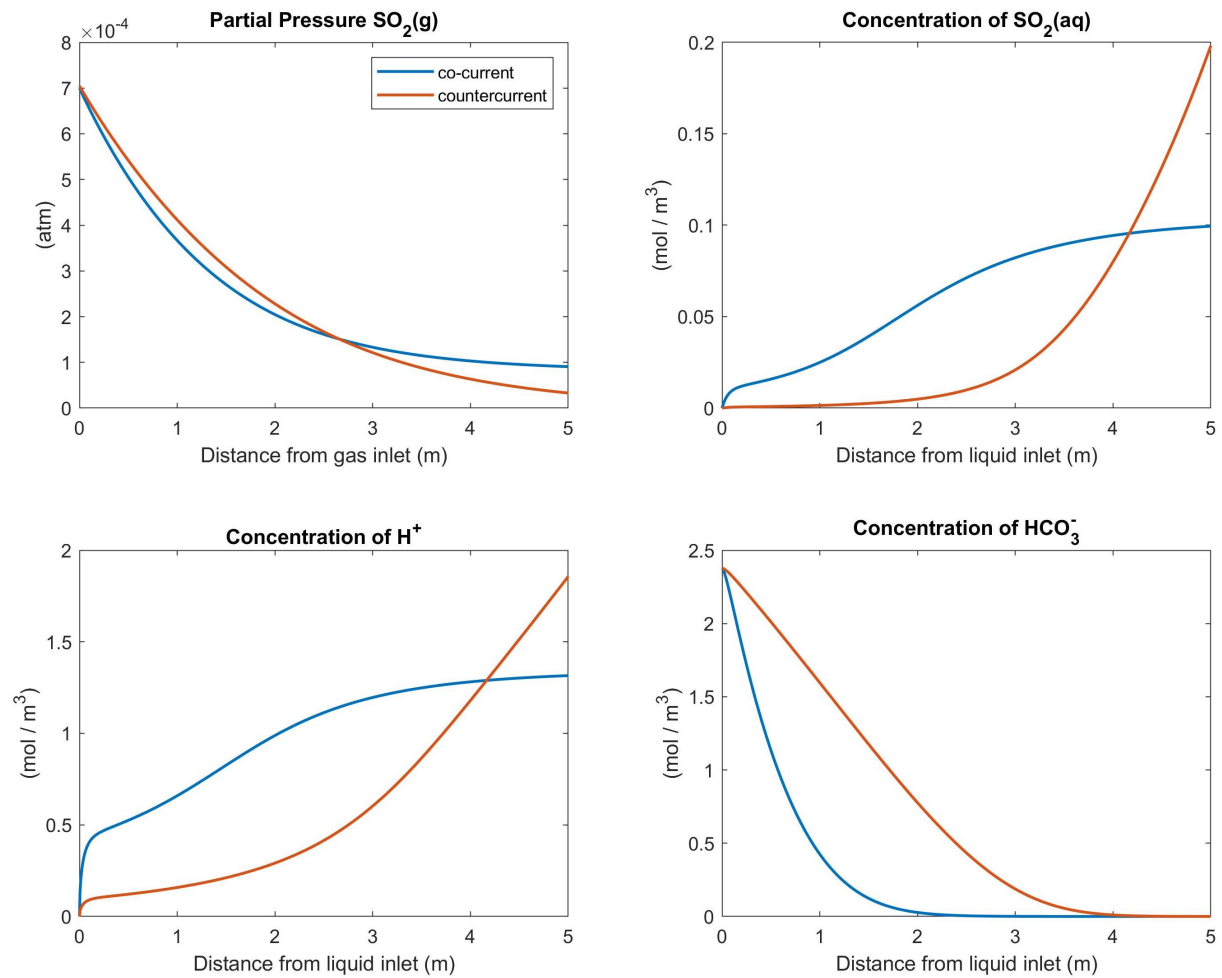 Partial Pressure SO2(g)
×10-4
8
7
6
5
4
3
2
1
0
(atm)
co-current
countercurrent
0 1 2 3 4 5
Distance from gas inlet (m)
Concentration of SO2(aq)
0.2
0.15
0.1
0.05
0
(mol / m3)
0 1 2 3 4 5
Distance from liquid inlet (m)
Concentration of H+
2
1.5
1
0.5
0
(mol / m3)
0 1 2 3 4 5
Distance from liquid inlet (m)
Concentration of HCO3-
2.5
2
1.5
1
0.5
0
(mol / m3)
0 1 2 3 4 5
Distance from liquid inlet (m)